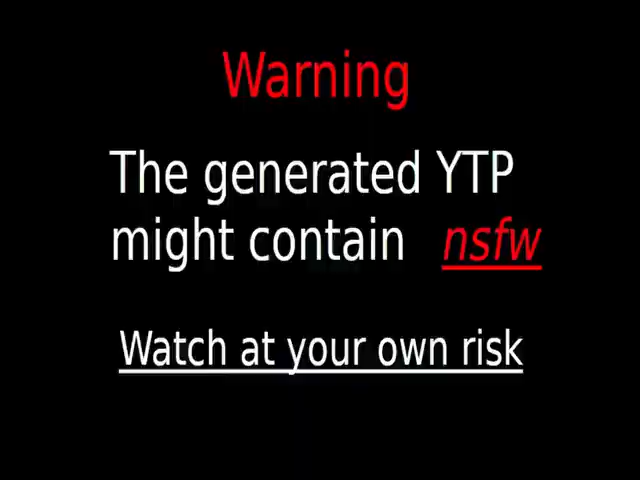 Warning
The generated YTP
might contain nsfw
Watch at your own risk